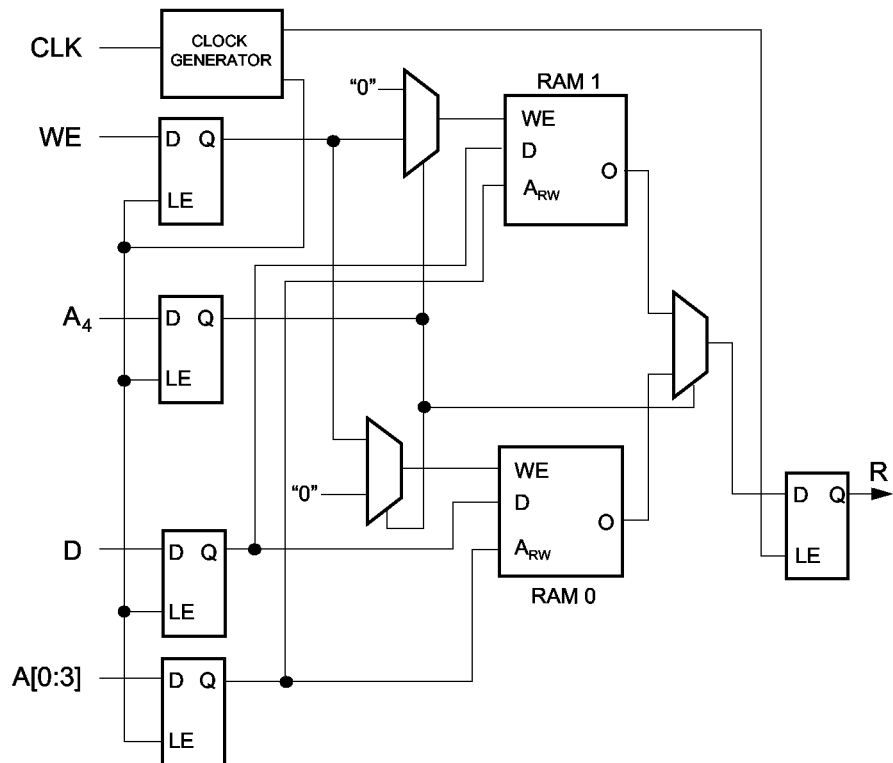 CLK
CLOCK
GENERATOR
"0"
RAM 1
WE
D Q
LE
WE
D
A_RW
O
A_4
D Q
LE
"0"
WE
D
A_RW
O
RAM 0
D
D Q
LE
D Q
LE
R
A[0:3]
D Q
LE